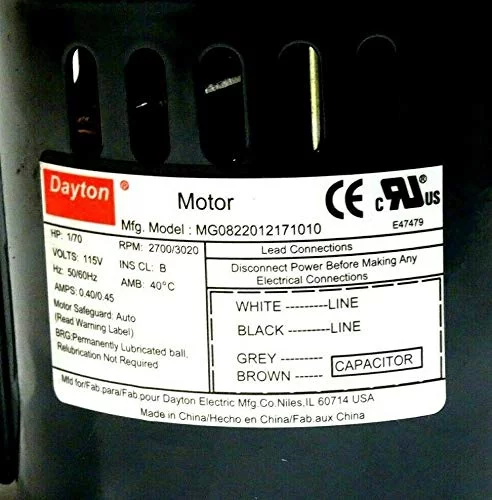 Dayton®
Motor
CE c RU US
E47479
Mfg. Model : MG0822012171010
HP: 1/70
RPM: 2700/3020
VOLTS: 115V
INS CL: B
Hz: 50/60Hz
AMB: 40°C
AMPS: 0.40/0.45
Motor Safeguard: Auto
(Read Warning Label)
BRG:Permanently Lubricated ball,
Relubrication Not Required
Lead Connections
Disconnect Power Before Making Any
Electrical Connections
WHITE ---------LINE
BLACK---------LINE
GREY --------
BROWN --------
CAPACITOR
Mfd for/Fab.para/Fab pour Dayton Electric Mfg.Co.Niles,IL 60714 USA
Made in China/Hecho en China/Fab.aux China